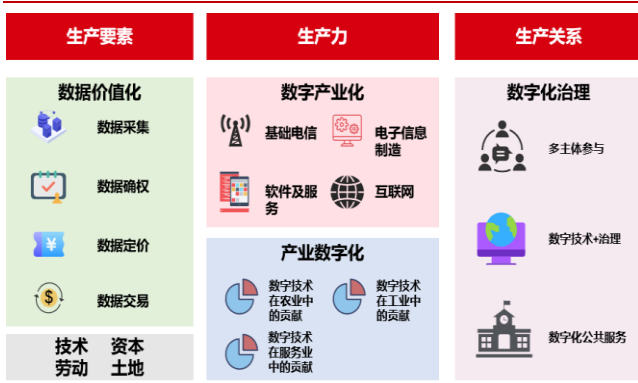 生产要素
生产力
生产关系
数据价值化
数据采集
数据确权
¥
数据定价
$
数据交易
技术 资本
劳动 土地
数字产业化
基础电信
电子信息
制造
软件及服
务
互联网
产业数字化
数字技术
在农业中
的贡献
数字技术
在工业中
的贡献
数字技术
在服务业
中的贡献
数字化治理
多主体参与
数字技术+治理
数字化公共服务